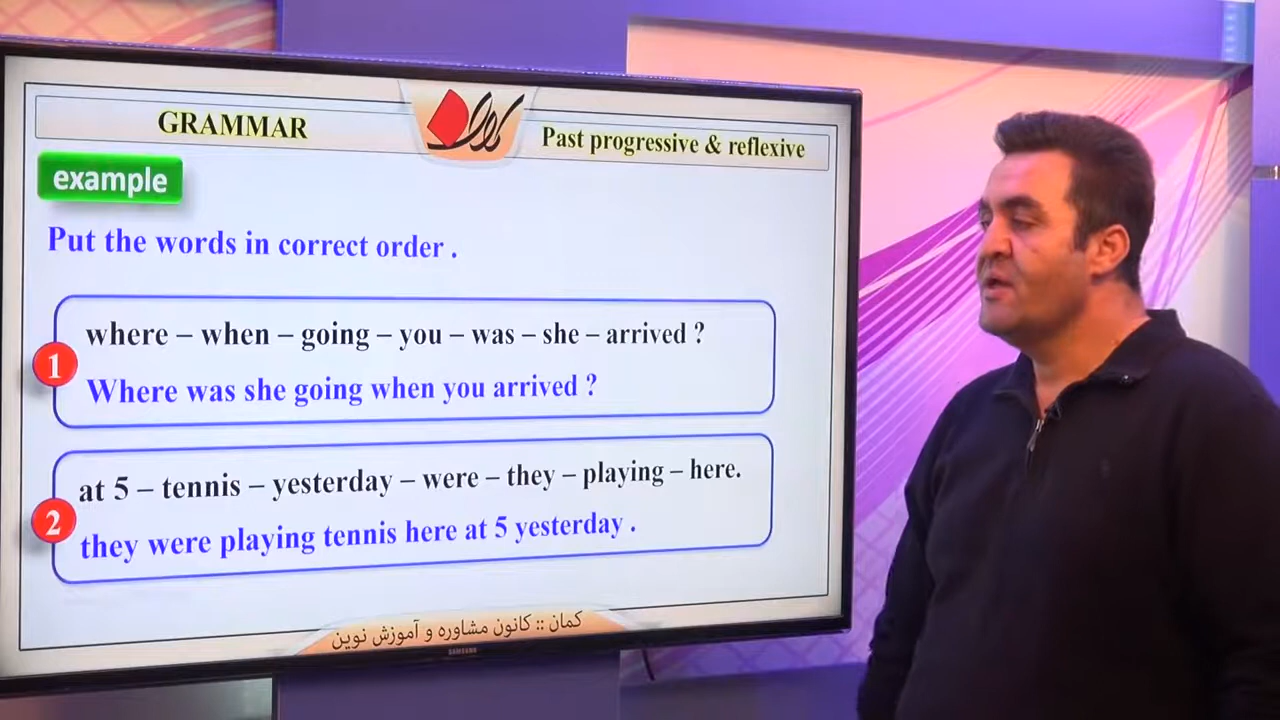 GRAMMAR
Past progressive & reflexive
example
Put the words in correct order .
where – when – going – you – was – she – arrived ?
1
Where was she going when you arrived ?
at 5 – tennis – yesterday – were – they – playing – here.
2
they were playing tennis here at 5 yesterday .
کمان :: کانون مشاوره و آموزش نوین
SAMSUNG